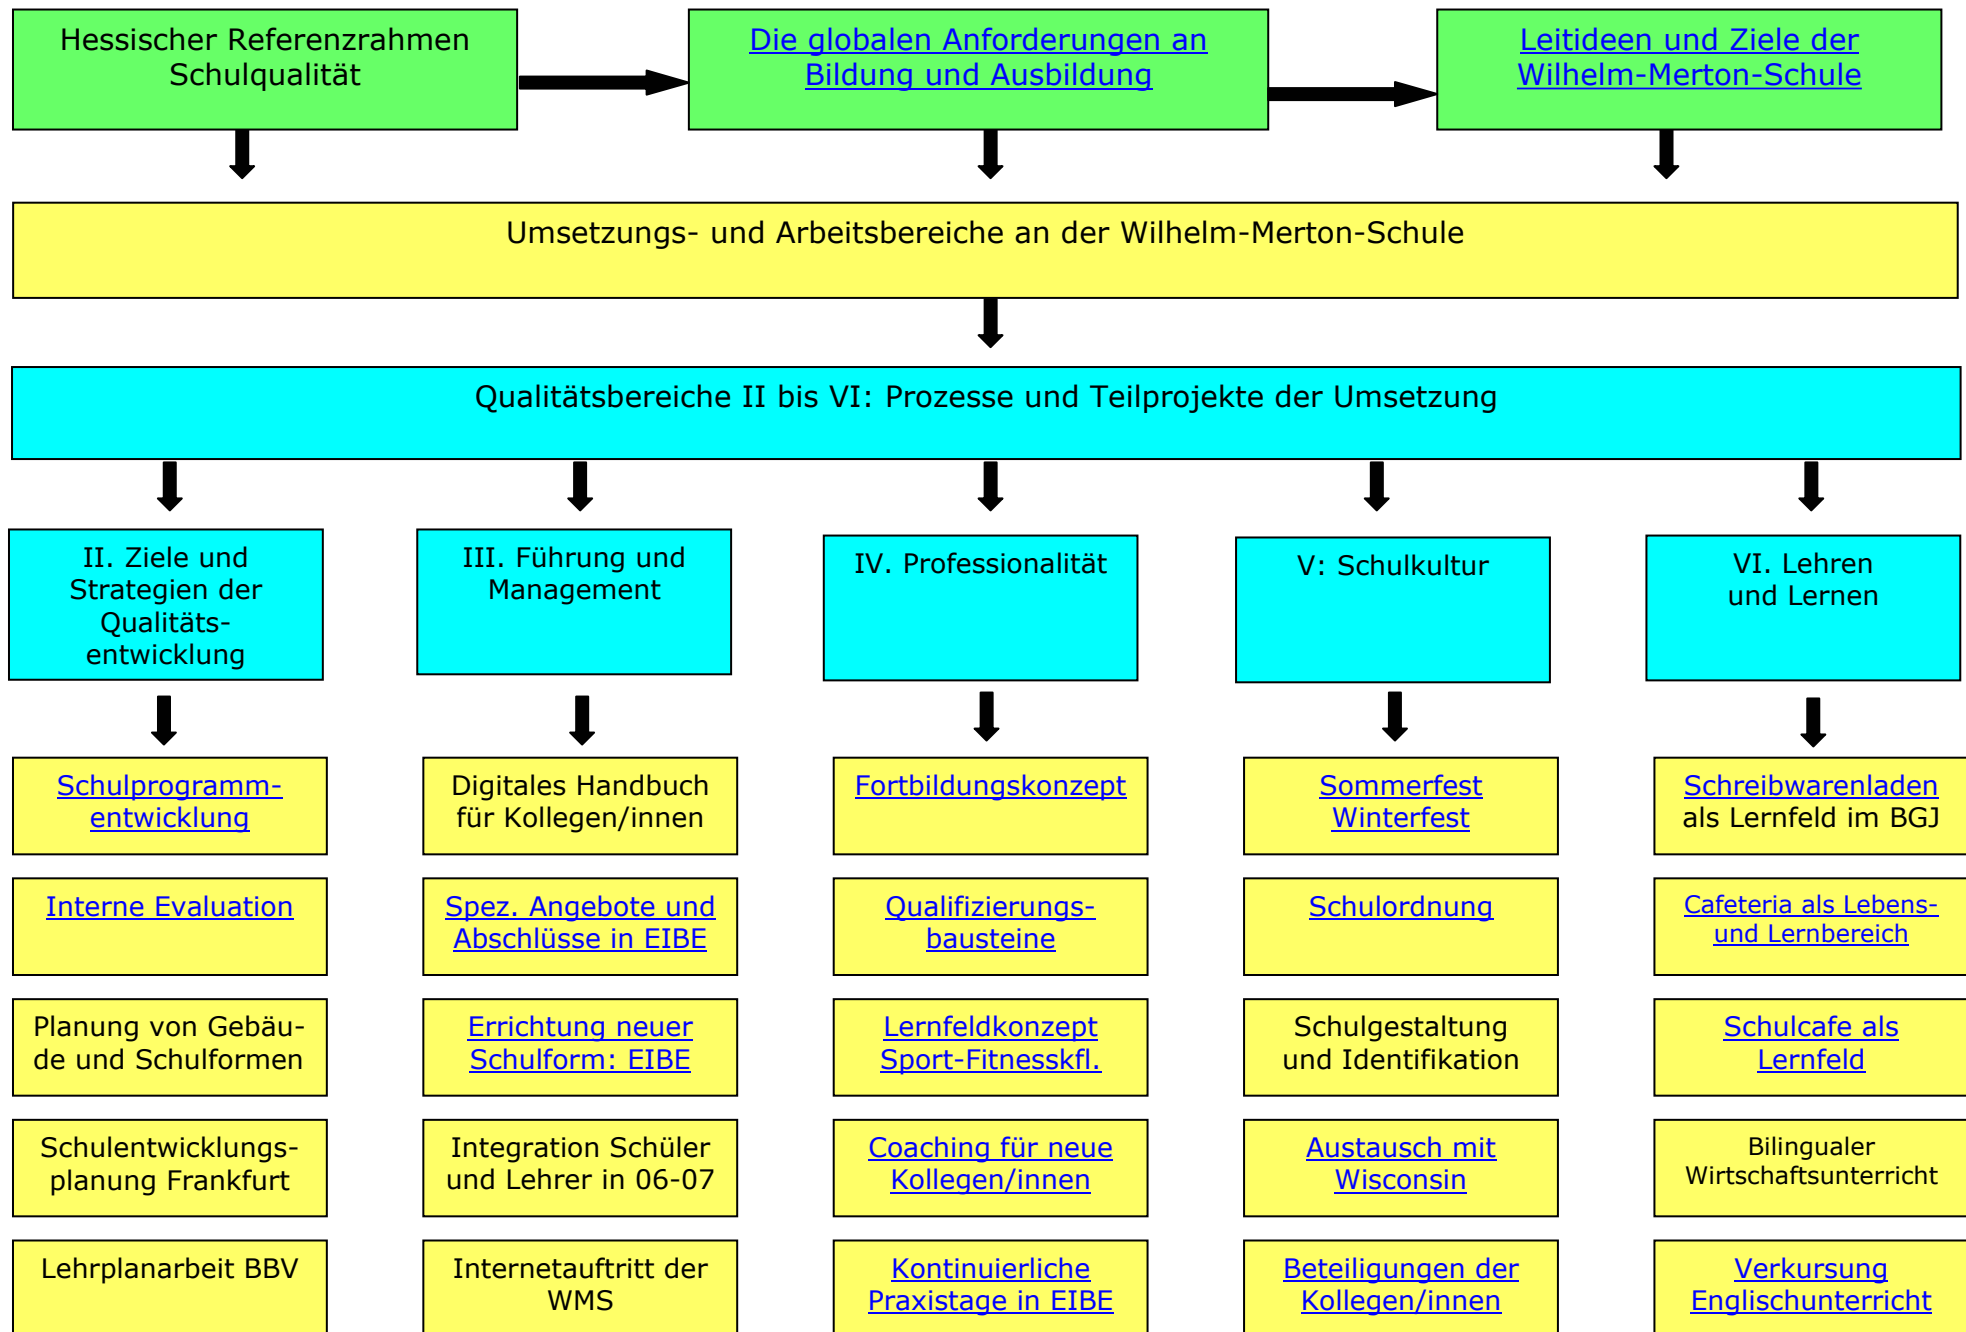 Hessischer Referenzrahmen
Schulqualität
Die globalen Anforderungen an
Bildung und Ausbildung
Leitideen und Ziele der
Wilhelm-Merton-Schule
Umsetzungs- und Arbeitsbereiche an der Wilhelm-Merton-Schule
Qualitätsbereiche II bis VI: Prozesse und Teilprojekte der Umsetzung
II. Ziele und
Strategien der
Qualitäts-
entwicklung
III. Führung und
Management
IV. Professionalität
V: Schulkultur
VI. Lehren
und Lernen
Schulprogramm-
entwicklung
Digitales Handbuch
für Kollegen/innen
Fortbildungskonzept
Sommerfest
Winterfest
Schreibwarenladen
als Lernfeld im BGJ
Interne Evaluation
Spez. Angebote und
Abschlüsse in EIBE
Qualifizierungs-
bausteine
Schulordnung
Cafeteria als Lebens-
und Lernbereich
Planung von Gebäu-
de und Schulformen
Errichtung neuer
Schulform: EIBE
Lernfeldkonzept
Sport-Fitnesskfl.
Schulgestaltung
und Identifikation
Schulcafe als
Lernfeld
Schulentwicklungs-
planung Frankfurt
Integration Schüler
und Lehrer in 06-07
Coaching für neue
Kollegen/innen
Austausch mit
Wisconsin
Bilingualer
Wirtschaftsunterricht
Lehrplanarbeit BBV
Internetauftritt der
WMS
Kontinuierliche
Praxistage in EIBE
Beteiligungen der
Kollegen/innen
Verkursung
Englischunterricht